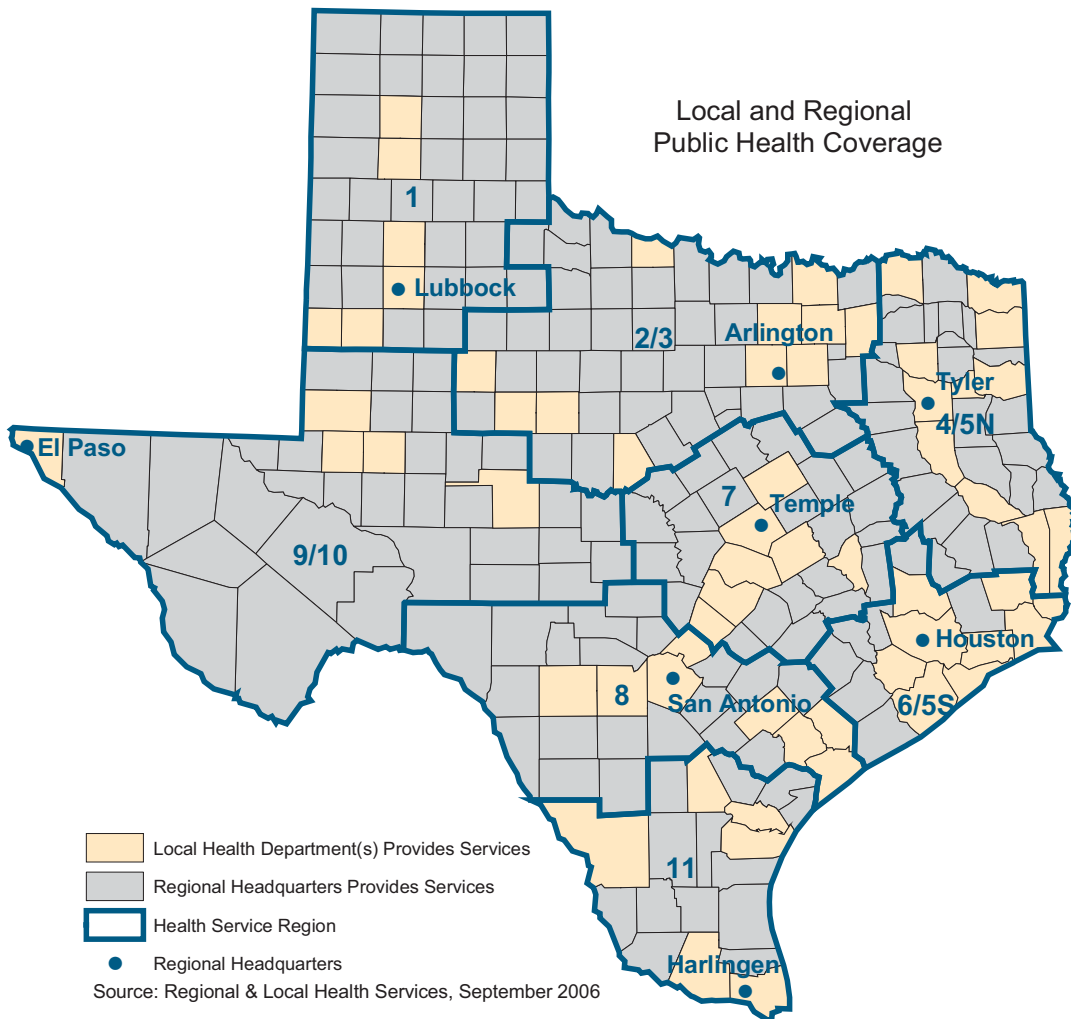 Local and Regional
Public Health Coverage
1
Lubbock
2/3
Arlington
Tyler
4/5N
El Paso
7
Temple
9/10
Houston
8
San Antonio
6/5S
11
Harlingen
Local Health Department(s) Provides Services
Regional Headquarters Provides Services
Health Service Region
Regional Headquarters
Source: Regional & Local Health Services, September 2006